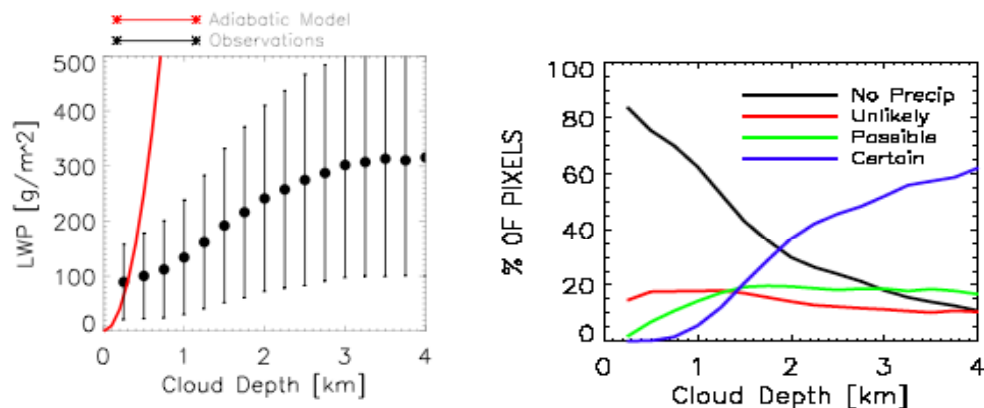 Adiabatic Model
Observations
500
400
300
200
100
0
LWP [g/m^2]
0 1 2 3 4
Cloud Depth [km]
100
80
60
40
20
0
% OF PIXELS
No Precip
Unlikely
Possible
Certain
0 1 2 3 4
Cloud Depth [km]